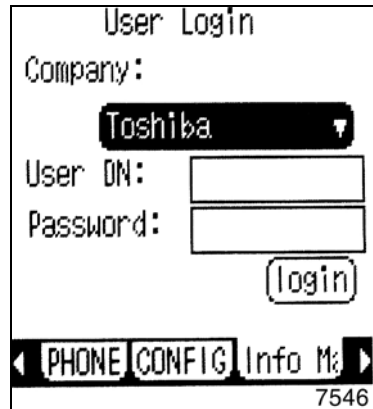 User Login
Company:
Toshiba
User DN:
Password:
login
PHONE CONFIG Info Ma
7546